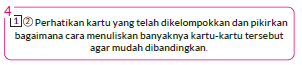 4
1 ② Perhatikan kartu yang telah dikelompokkan dan pikirkan
bagaimana cara menuliskan banyaknya kartu-kartu tersebut
agar mudah dibandingkan.